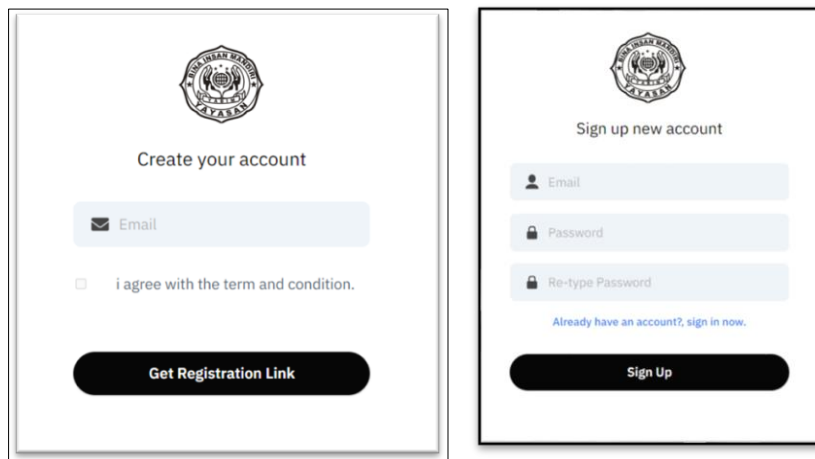 BINA INSAN MANDIRI
YAYASAN
Create your account
Email
i agree with the term and condition.
Get Registration Link
BINA INSAN MANDIRI
YAYASAN
Sign up new account
Email
Password
Re-type Password
Already have an account?, sign in now.
Sign Up